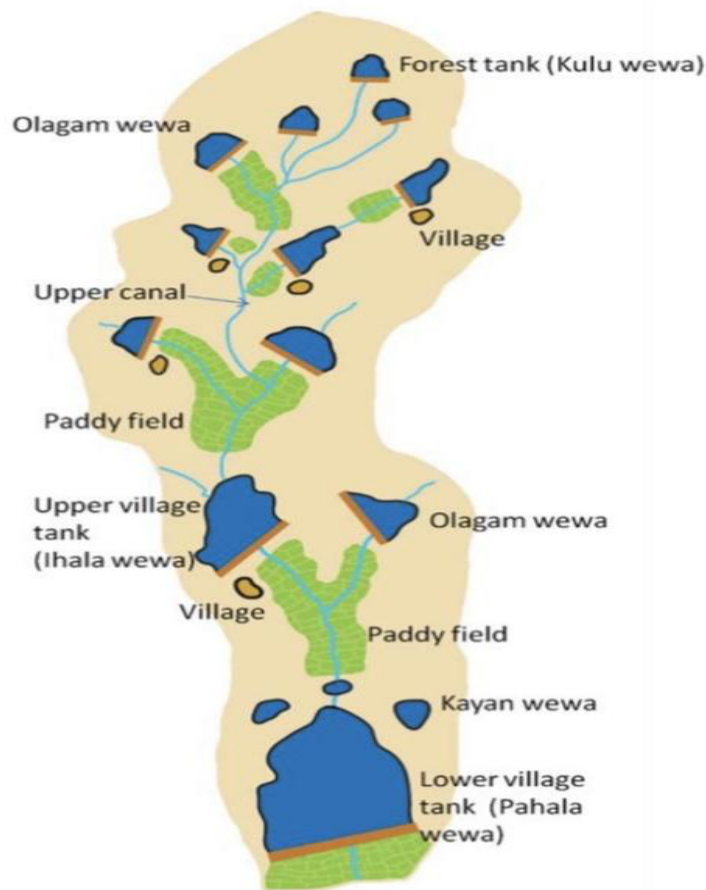 Forest tank (Kulu wewa)
Olagam wewa
Village
Upper canal
Paddy field
Upper village
tank
(Ihala wewa)
Olagam wewa
Village
Paddy field
Kayan wewa
Lower village
tank (Pahala
wewa)